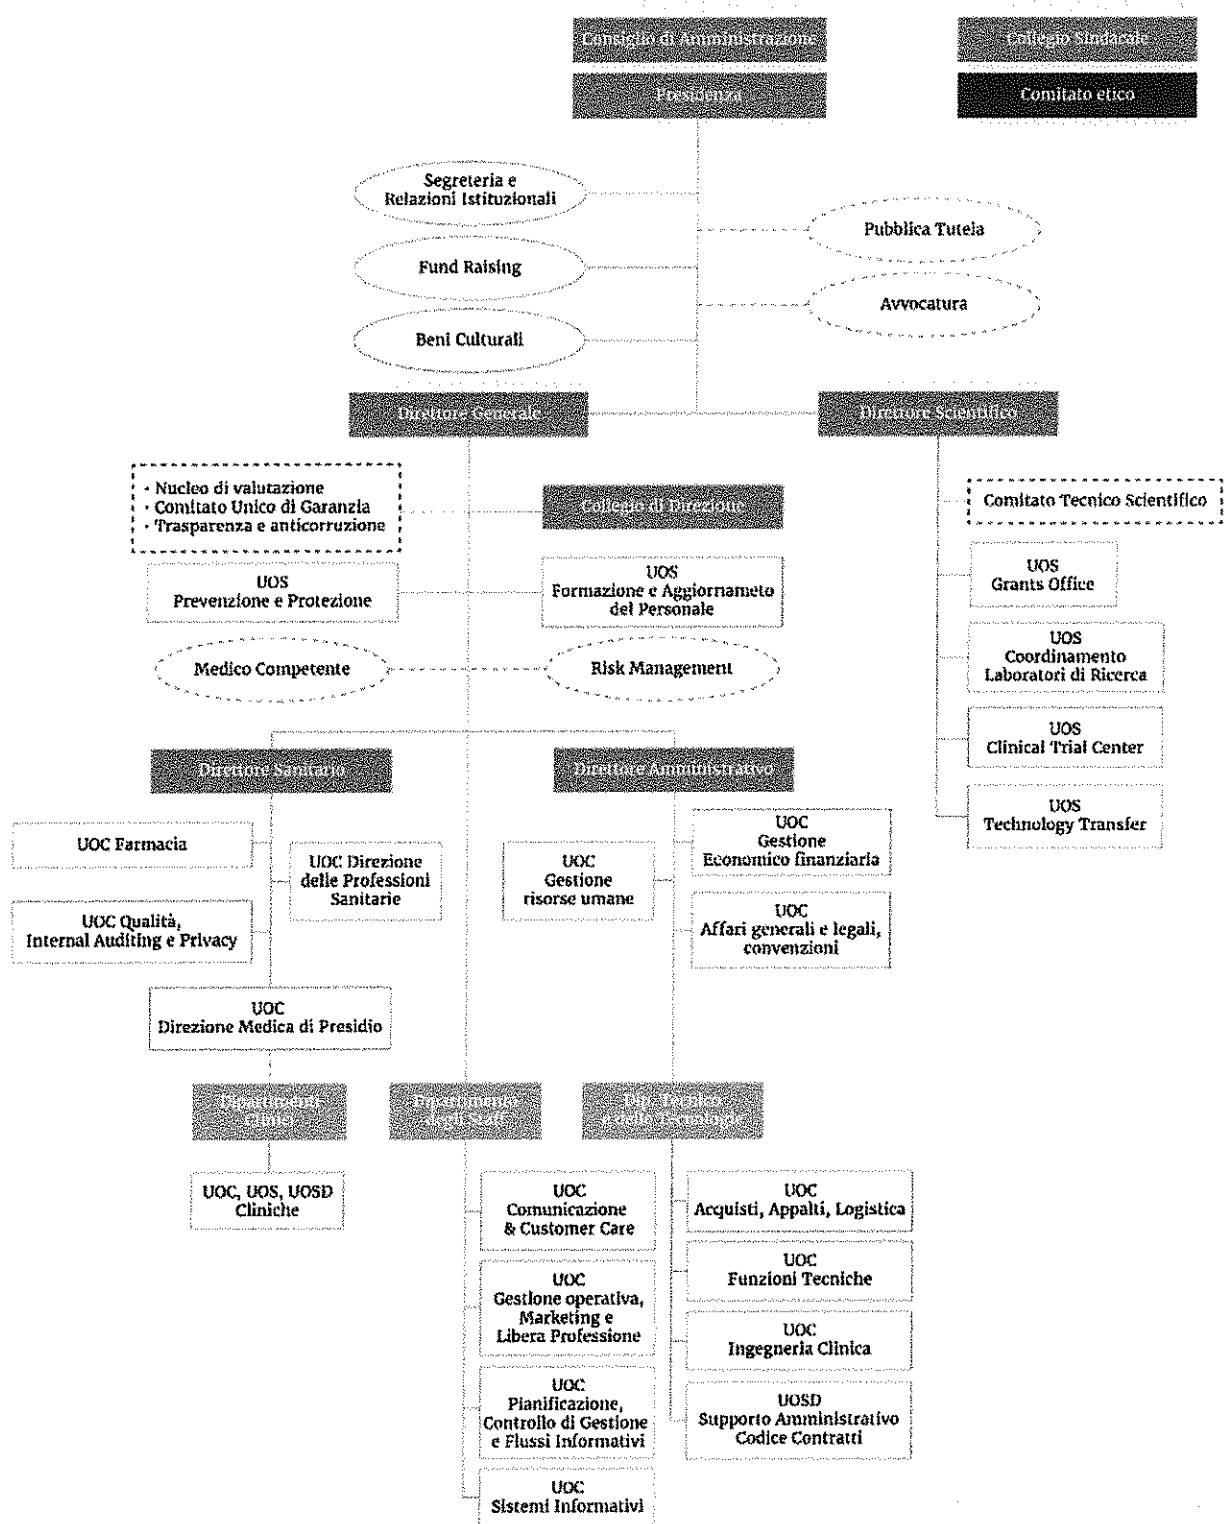 Consiglio di Amministrazione
Collegio Sindacale
Presidenza
Comitato etico
Segreteria e
Relazioni Istituzionali
Pubblica Tutela
Fund Raising
Avvocatura
Beni Culturali
Direttore Generale
Direttore Scientifico
· Nucleo di valutazione
· Comitato Unico di Garanzia
· Trasparenza e anticorruzione
Collegio di Direzione
Comitato Tecnico Scientifico
UOS
Prevenzione e Protezione
UOS
Formazione e Aggiornameto
del Personale
UOS
Grants Office
Medico Competente
Risk Management
UOS
Coordinamento
Laboratori di Ricerca
UOS
Clinical Trial Center
Direttore Sanitario
Direttore Amministrativo
UOS
Technology Transfer
UOC Farmacia
UOC Direzione
delle Professioni
Sanitarie
UOC Qualità,
Internal Auditing e Privacy
UOC
Gestione
risorse umane
UOC
Gestione
Economico finanziaria
UOC
Affari generali e legali,
convenzioni
UOC
Direzione Medica di Presidio
Dipartimenti
Clinici
degli Staff
Dip. Tecnico
e delle Tecnologie
UOC, UOS, UOSD
Cliniche
UOC
Comunicazione
& Customer Care
UOC
Gestione operativa,
Marketing e
Libera Professione
UOC
Pianificazione,
Controllo di Gestione
e Flussi Informativi
UOC
Sistemi Informativi
UOC
Acquisti, Appalti, Logistica
UOC
Funzioni Tecniche
UOC
Ingegneria Clinica
UOSD
Supporto Amministrativo
Codice Contratti